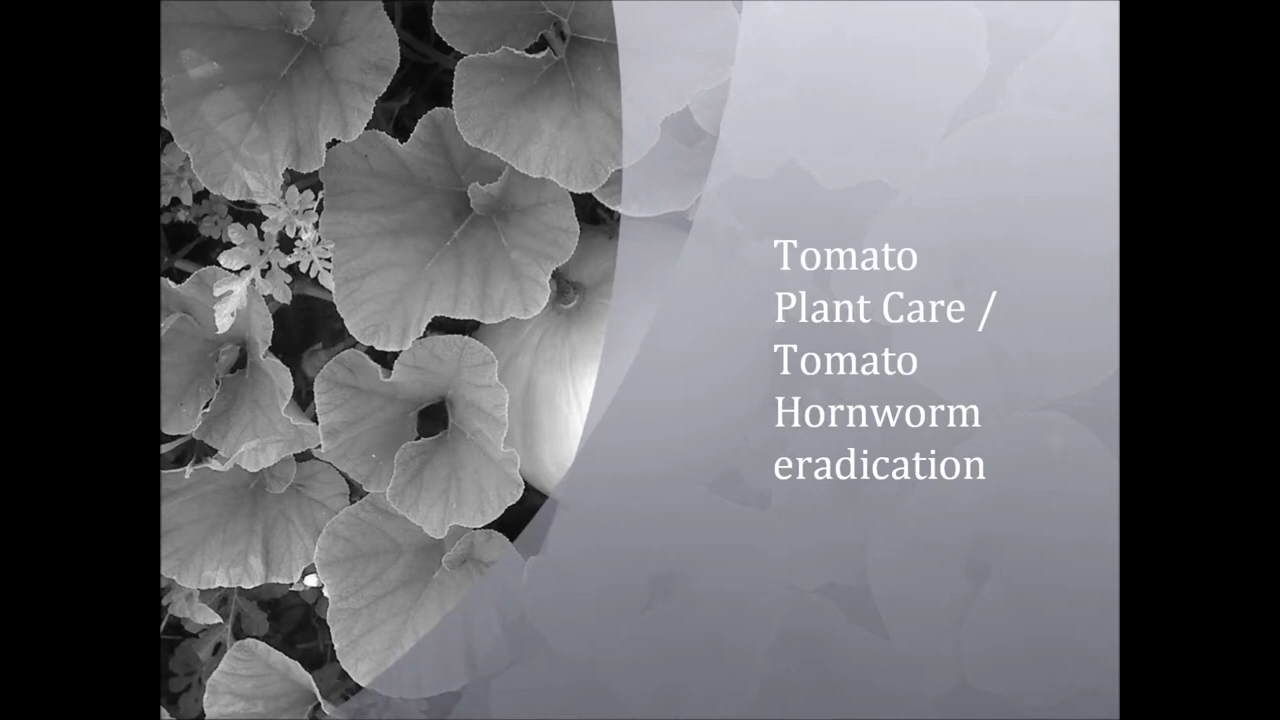 Tomato
Plant Care /
Tomato
Hornworm
eradication